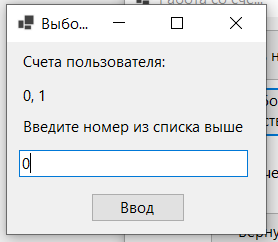 Выбо...
Счета пользователя:
0, 1
Введите номер из списка выше
0
Ввод